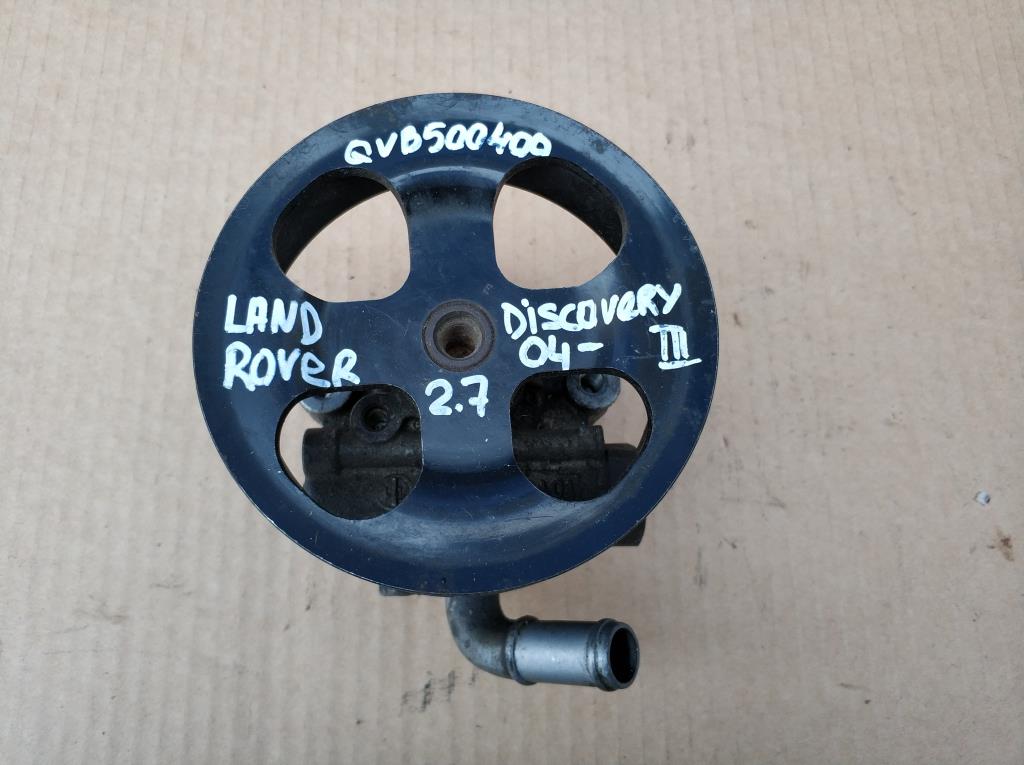 QVB500400
LAND
ROVER
DiSCOVERY
04-
III
2.7